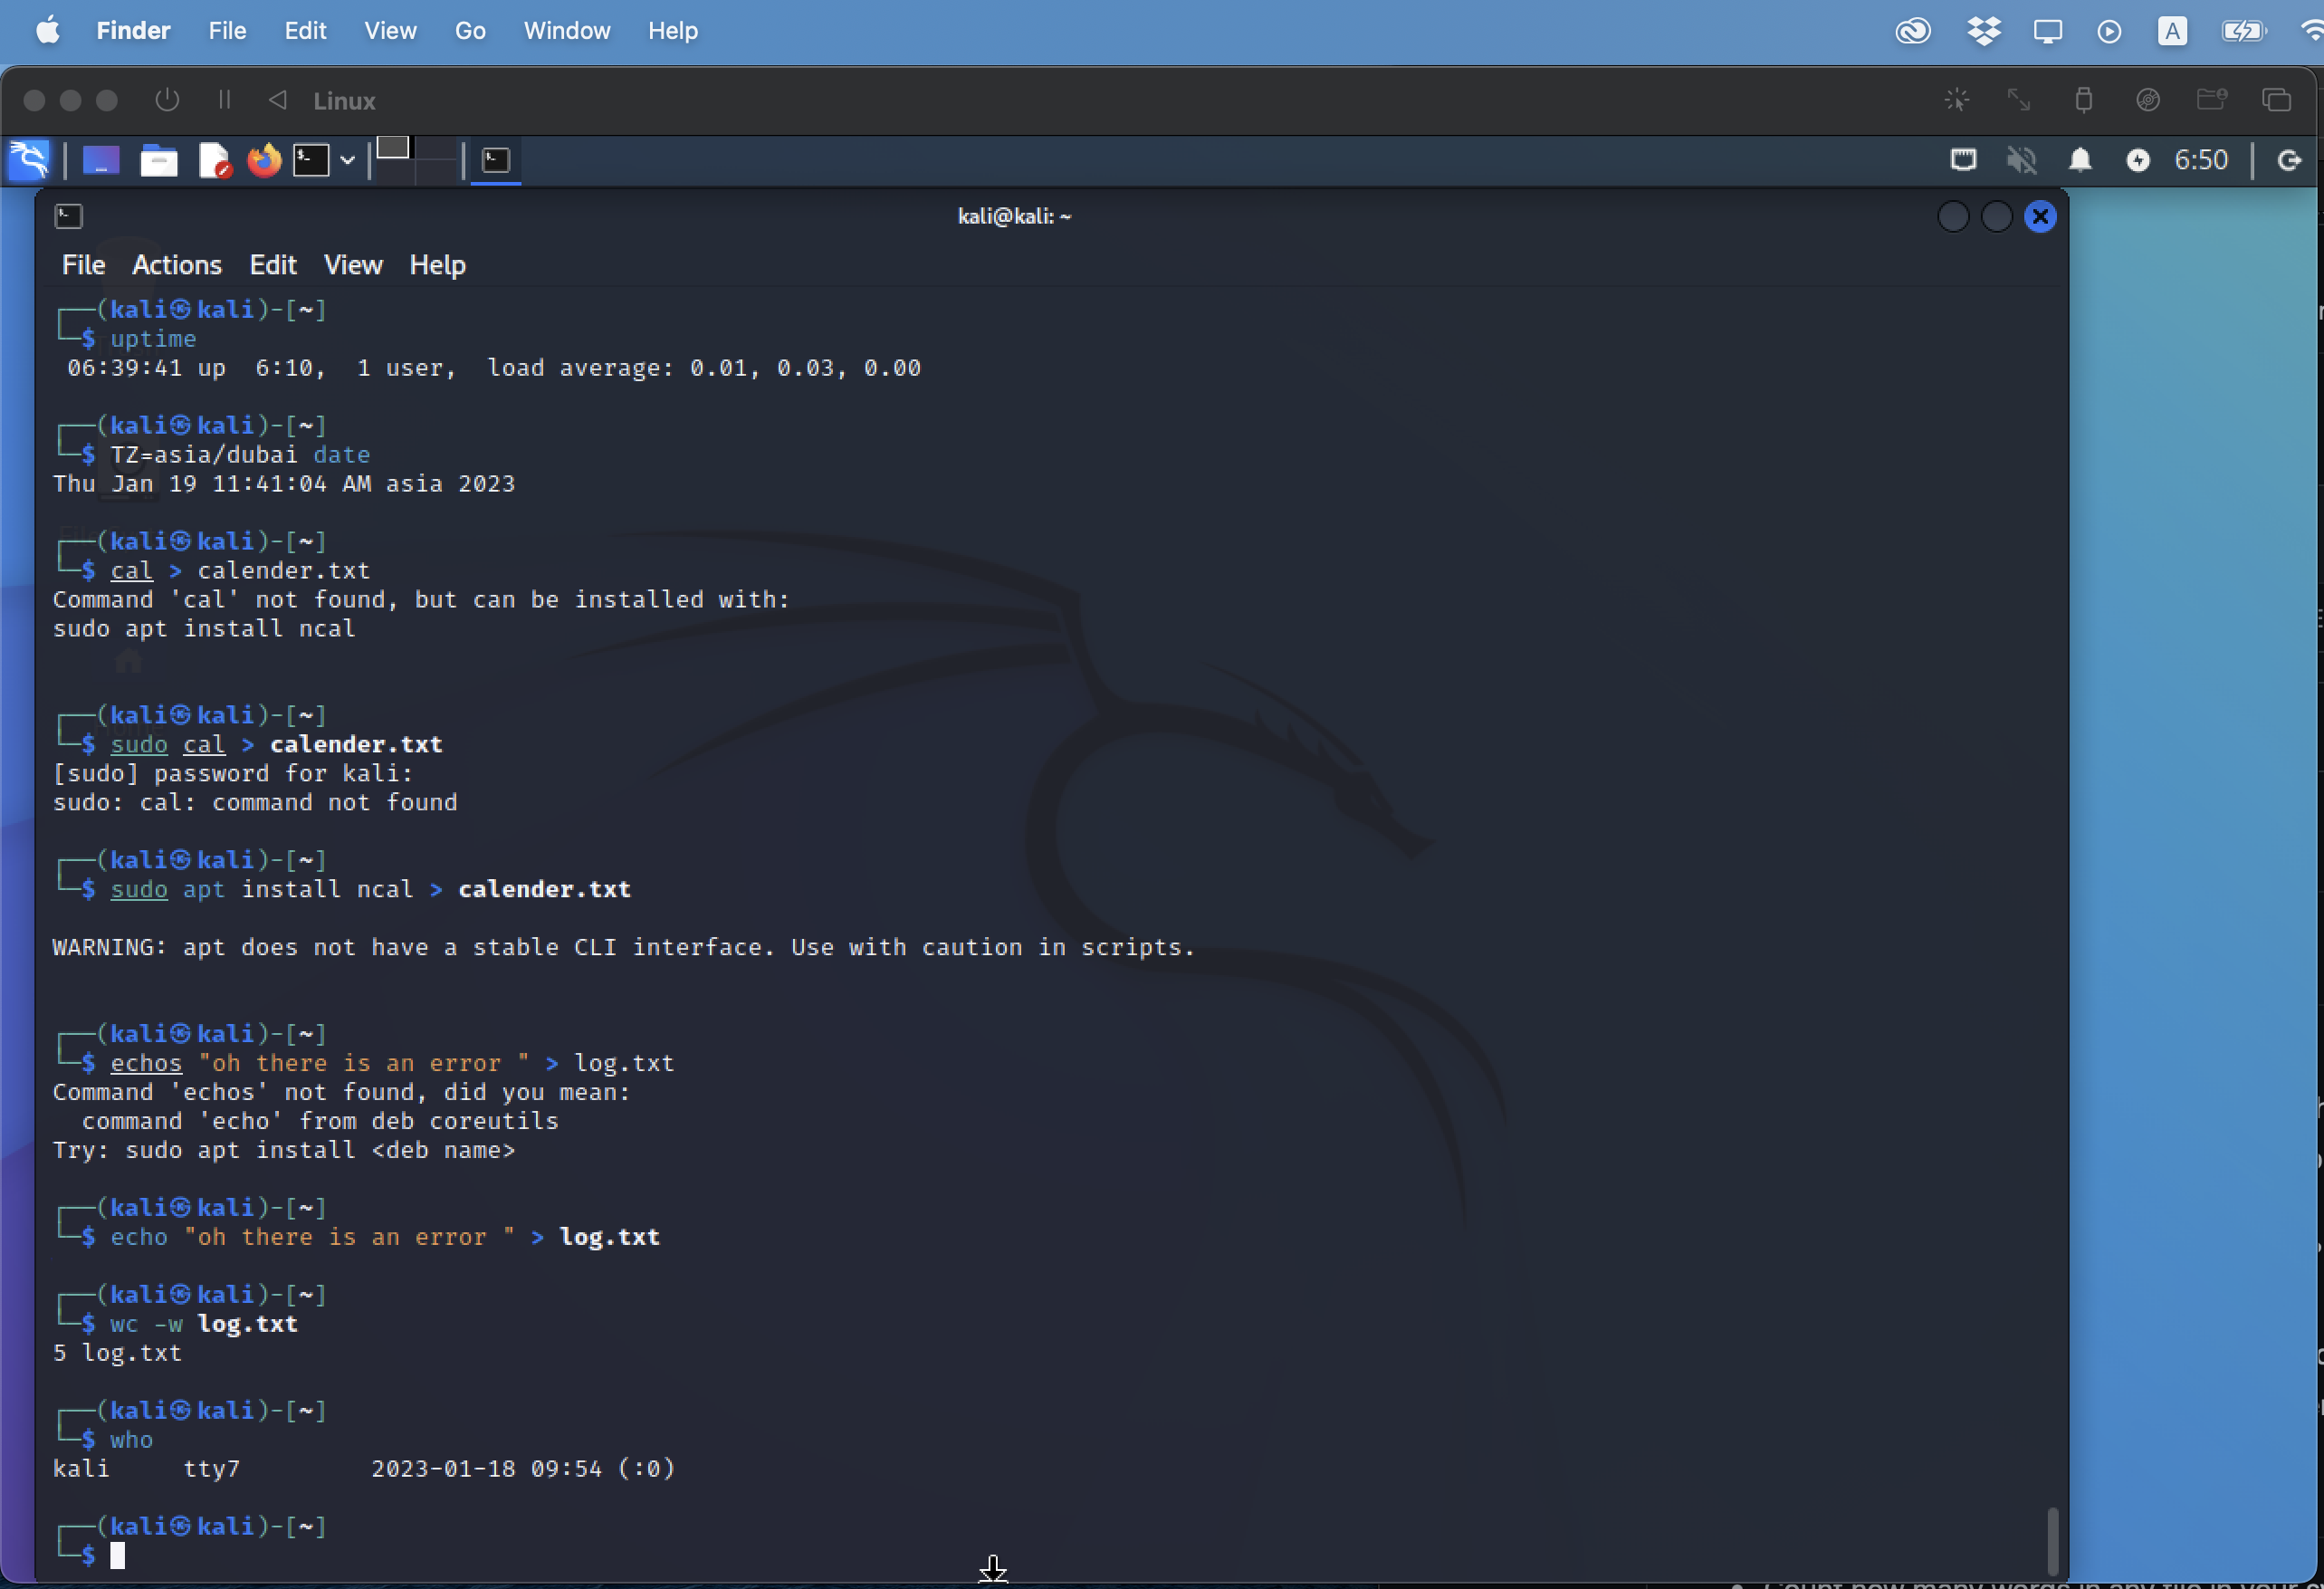 Finder File Edit View Go Window Help A
Linux
6:50
kali@kali: ~
File Actions Edit View Help
┌──(kali㉿kali)-[~]
└─$ uptime
 06:39:41 up  6:10,  1 user,  load average: 0.01, 0.03, 0.00
┌──(kali㉿kali)-[~]
└─$ TZ=asia/dubai date
Thu Jan 19 11:41:04 AM asia 2023
┌──(kali㉿kali)-[~]
└─$ cal > calender.txt
Command 'cal' not found, but can be installed with:
sudo apt install ncal
┌──(kali㉿kali)-[~]
└─$ sudo cal > calender.txt
[sudo] password for kali:
sudo: cal: command not found
┌──(kali㉿kali)-[~]
└─$ sudo apt install ncal > calender.txt
WARNING: apt does not have a stable CLI interface. Use with caution in scripts.
┌──(kali㉿kali)-[~]
└─$ echos "oh there is an error " > log.txt
Command 'echos' not found, did you mean:
  command 'echo' from deb coreutils
Try: sudo apt install <deb name>
┌──(kali㉿kali)-[~]
└─$ echo "oh there is an error " > log.txt
┌──(kali㉿kali)-[~]
└─$ wc -w log.txt
5 log.txt
┌──(kali㉿kali)-[~]
└─$ who
kali     tty7         2023-01-18 09:54 (:0)
┌──(kali㉿kali)-[~]
└─$